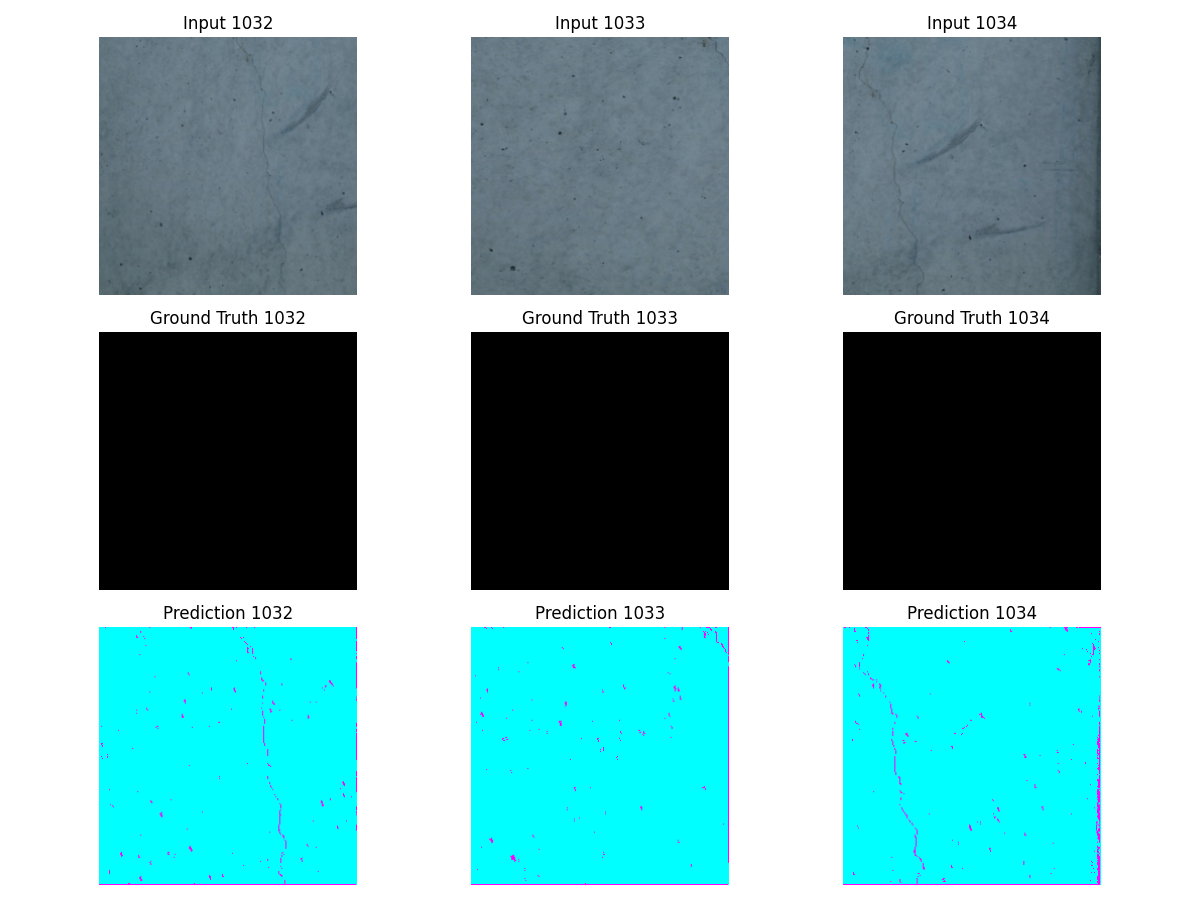 Input 1032
Input 1033
Input 1034
Ground Truth 1032
Ground Truth 1033
Ground Truth 1034
Prediction 1032
Prediction 1033
Prediction 1034